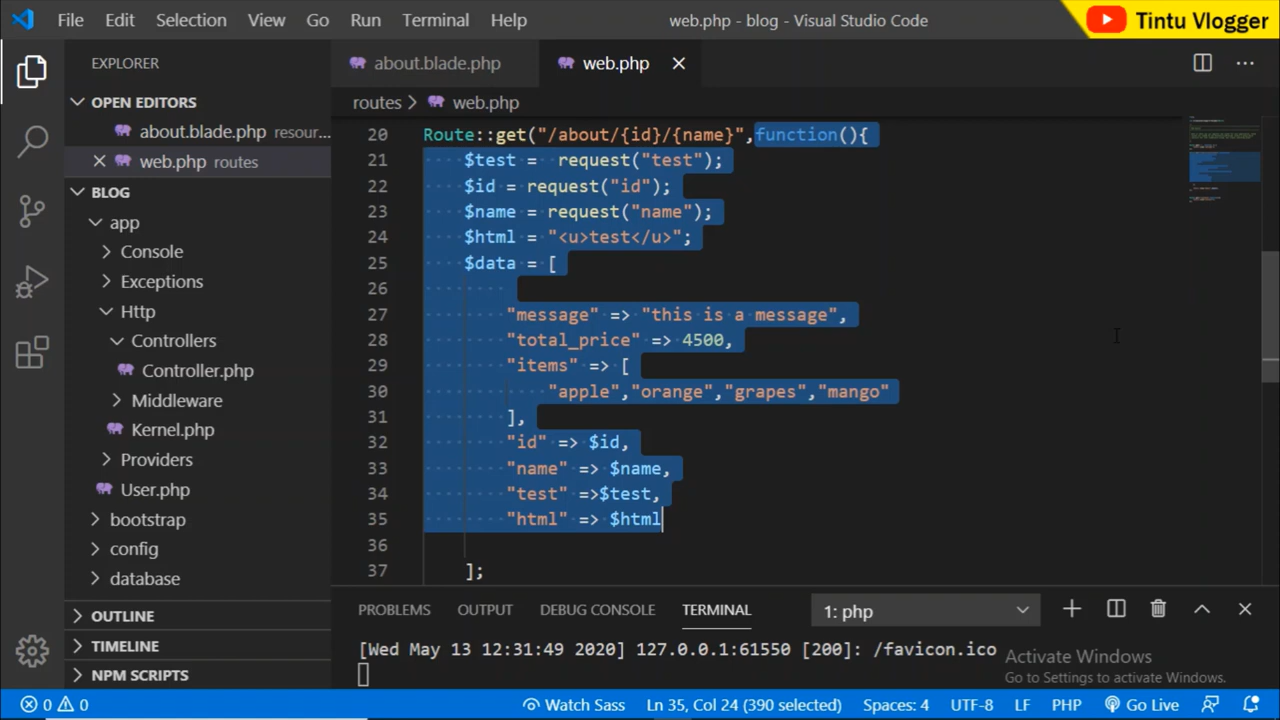 File Edit Selection View Go Run Terminal Help
web.php - blog - Visual Studio Code
Tintu Vlogger
EXPLORER
OPEN EDITORS
about.blade.php resour...
web.php routes
BLOG
app
Console
Exceptions
Http
Controllers
Controller.php
Middleware
Kernel.php
Providers
User.php
bootstrap
config
database
OUTLINE
TIMELINE
NPM SCRIPTS
about.blade.php
web.php
routes > web.php
20 Route::get("/about/{id}/{name}",function(){
21 $test = request("test");
22 $id = request("id");
23 $name = request("name");
24 $html = "<u>test</u>";
25 $data = [
26
27 "message" => "this is a message",
28 "total_price" => 4500,
29 "items" => [
30 "apple","orange","grapes","mango"
31 ],
32 "id" => $id,
33 "name" => $name,
34 "test" =>$test,
35 "html" => $html
36
37 ];
PROBLEMS OUTPUT DEBUG CONSOLE TERMINAL 1: php
[Wed May 13 12:31:49 2020] 127.0.0.1:61550 [200]: /favicon.ico
Activate Windows
Go to Settings to activate Windows.
0 0 Watch Sass Ln 35, Col 24 (390 selected) Spaces: 4 UTF-8 LF PHP Go Live